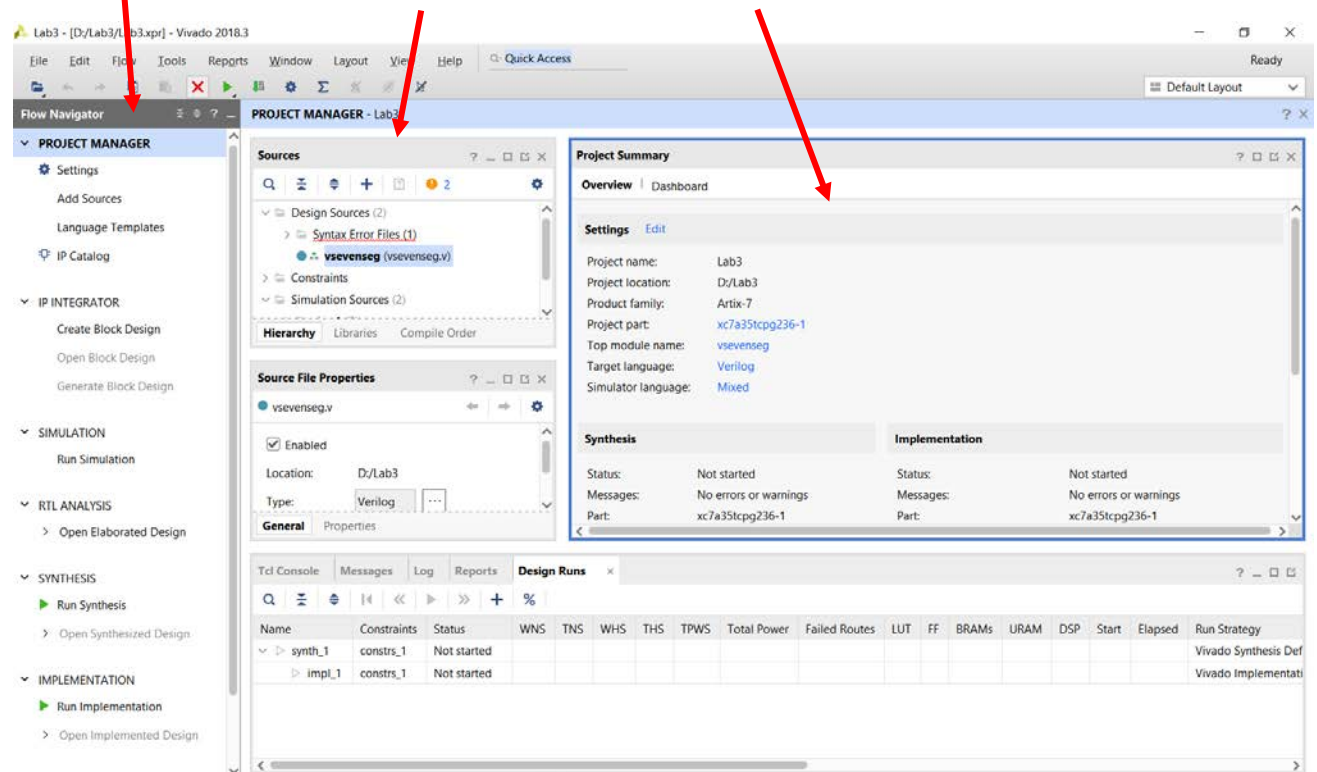 Lab3 - [D:/Lab3/Lab3.xpr] - Vivado 2018.3
File Edit Flow Tools Reports Window Layout View Help Quick Access
Ready
Default Layout
Flow Navigator
PROJECT MANAGER
Settings
Add Sources
Language Templates
IP Catalog
IP INTEGRATOR
Create Block Design
Open Block Design
Generate Block Design
SIMULATION
Run Simulation
RTL ANALYSIS
Open Elaborated Design
SYNTHESIS
Run Synthesis
Open Synthesized Design
IMPLEMENTATION
Run Implementation
Open Implemented Design
PROJECT MANAGER - Lab3
Sources
2
Design Sources (2)
Syntax Error Files (1)
vsevenseg (vsevenseg.v)
Constraints
Simulation Sources (2)
Hierarchy Libraries Compile Order
Source File Properties
vsevenseg.v
Enabled
Location: D:/Lab3
Type: Verilog
General Properties
Project Summary
Overview Dashboard
Settings Edit
Project name: Lab3
Project location: D:/Lab3
Product family: Artix-7
Project part: xc7a35tcpg236-1
Top module name: vsevenseg
Target language: Verilog
Simulator language: Mixed
Synthesis
Status: Not started
Messages: No errors or warnings
Part: xc7a35tcpg236-1
Implementation
Status: Not started
Messages: No errors or warnings
Part: xc7a35tcpg236-1
Tcl Console Messages Log Reports Design Runs
Name Constraints Status WNS TNS WHS THS TPWS Total Power Failed Routes LUT FF BRAMs URAM DSP Start Elapsed Run Strategy
synth_1 constrs_1 Not started Vivado Synthesis Def
impl_1 constrs_1 Not started Vivado Implementati